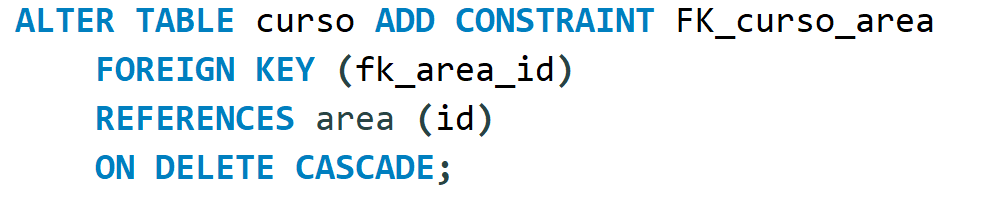 ALTER TABLE curso ADD CONSTRAINT FK_curso_area
FOREIGN KEY (fk_area_id)
REFERENCES area (id)
ON DELETE CASCADE;